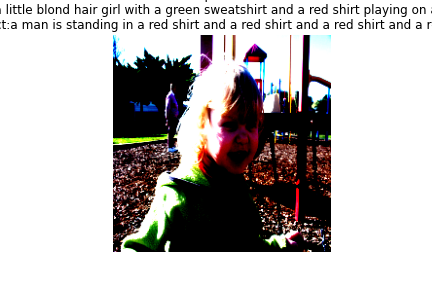 a little blond hair girl with a green sweatshirt and a red shirt playing on
ct:a man is standing in a red shirt and a red shirt and a red shirt and a r